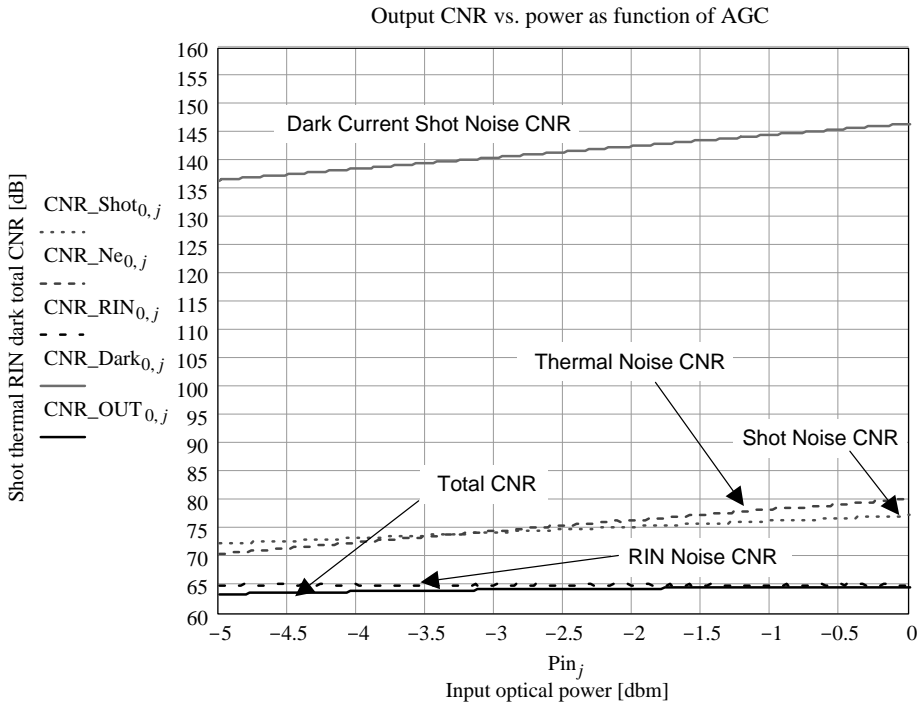 Output CNR vs. power as function of AGC
Shot thermal RIN dark total CNR [dB]
CNR_Shot0, j
CNR_Ne0, j
CNR_RIN0, j
CNR_Dark0, j
CNR_OUT0, j
160
155
150
145
140
135
130
125
120
115
110
105
100
95
90
85
80
75
70
65
60
Dark Current Shot Noise CNR
Thermal Noise CNR
Shot Noise CNR
Total CNR
RIN Noise CNR
−5 −4.5 −4 −3.5 −3 −2.5 −2 −1.5 −1 −0.5 0
Pinj
Input optical power [dbm]